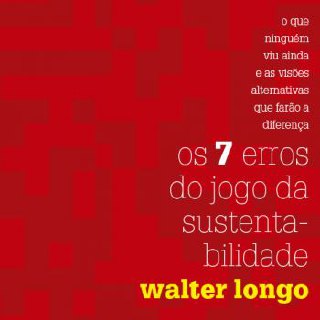 o que
ninguém
viu ainda
e as visões
alternativas
que farão a
diferença
os 7 erros
do jogo da
sustenta-
bilidade
walter longo